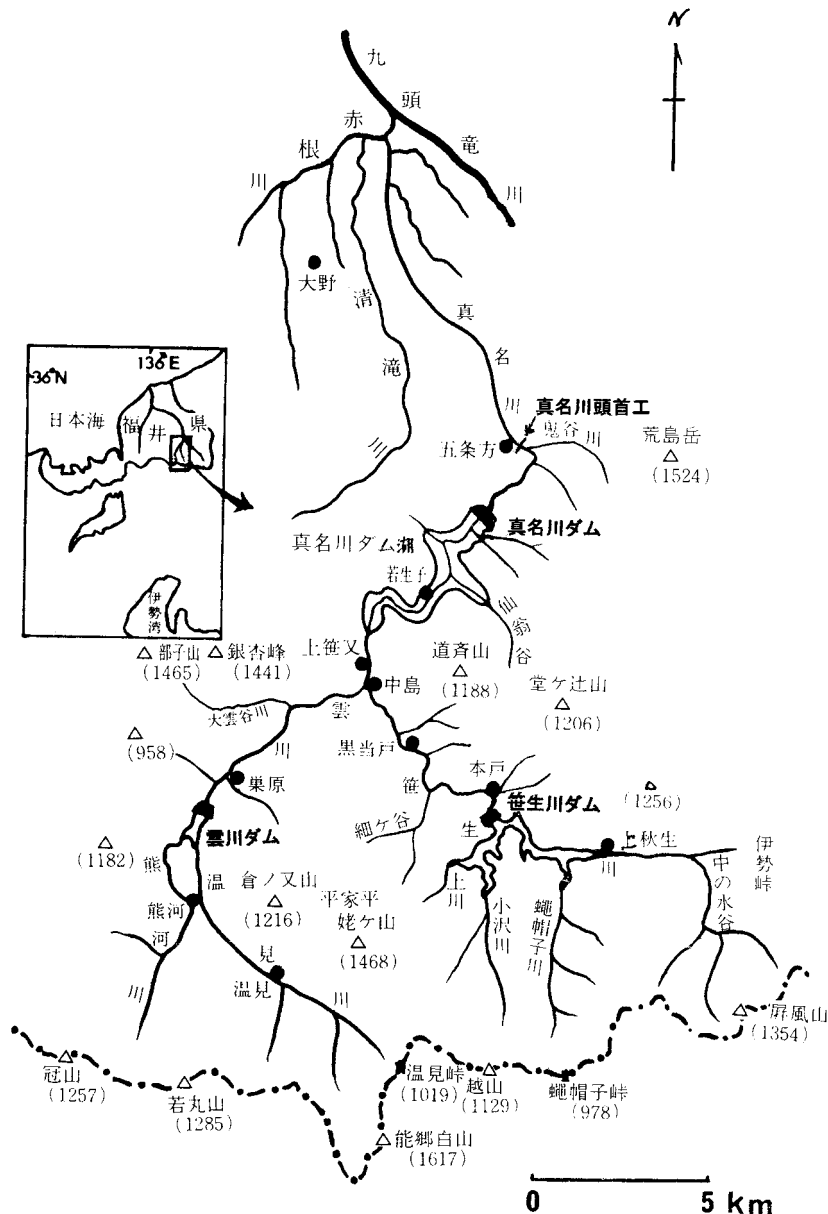 N
九頭竜川
赤根川
大野
清滝川
真名川
136°E
36°N
日本海
福井県
伊勢湾
真名川頭首工
鬼谷川
五条方
荒島岳
(1524)
真名川ダム
真名川ダム湖
若生子
仙翁谷
部子山
(1465)
銀杏峰
(1441)
上笹又
中島
道斉山
(1188)
堂ケ辻山
(1206)
大雲谷川
雲川
(958)
黒当戸
巣原
笹生川
本戸
笹生川ダム
(1256)
雲川ダム
細ケ谷
上秋生
伊勢峠
(1182)
熊河川
熊河
温見川
倉ノ又山
(1216)
平家平
姥ケ山
(1468)
上川
小沢川
蠅帽子川
中の水谷
温見
屏風山
(1354)
冠山
(1257)
若丸山
(1285)
温見峠
(1019)
越山
(1129)
蠅帽子峠
(978)
能郷白山
(1617)
0 5 km